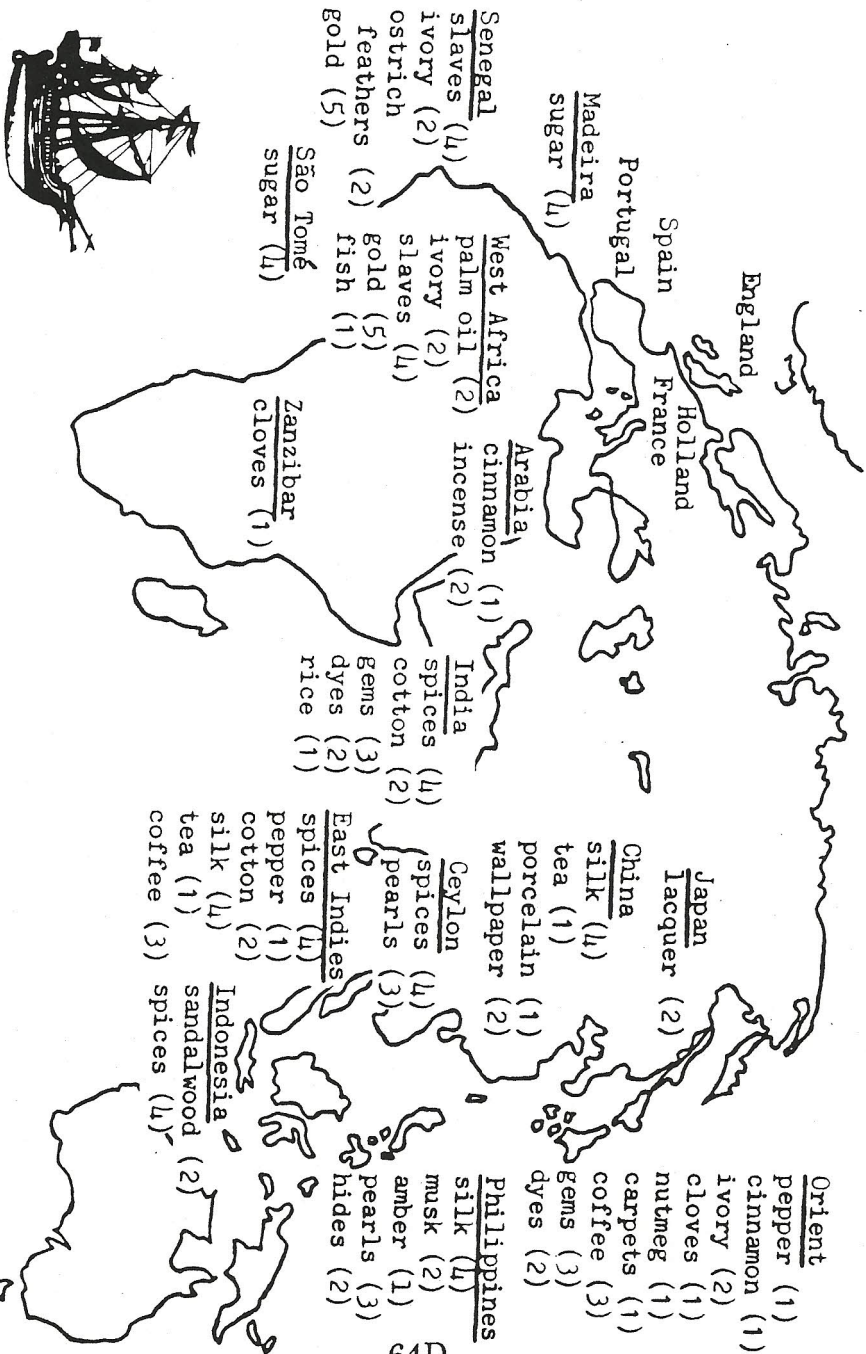 England
Holland
France
Spain
Portugal
Madeira
sugar (4)
Senegal
slaves (4)
ivory (2)
ostrich
feathers (2)
gold (5)
São Tomé
sugar (4)
West Africa
palm oil (2)
ivory (2)
slaves (4)
gold (5)
fish (1)
Arabia
cinnamon (1)
incense (2)
Zanzibar
cloves (1)
India
spices (4)
cotton (2)
gems (3)
dyes (2)
rice (1)
Japan
lacquer (2)
China
silk (4)
tea (1)
porcelain (1)
wallpaper (2)
Ceylon
spices (4)
pearls (3)
East Indies
spices (4)
pepper (1)
cotton (2)
silk (4)
tea (1)
coffee (3)
Indonesia
sandalwood (2)
spices (4)
Orient
pepper (1)
cinnamon (1)
ivory (2)
cloves (1)
nutmeg (1)
carpets (1)
coffee (3)
gems (3)
dyes (2)
Philippines
silk (4)
musk (2)
amber (1)
pearls (3)
hides (2)